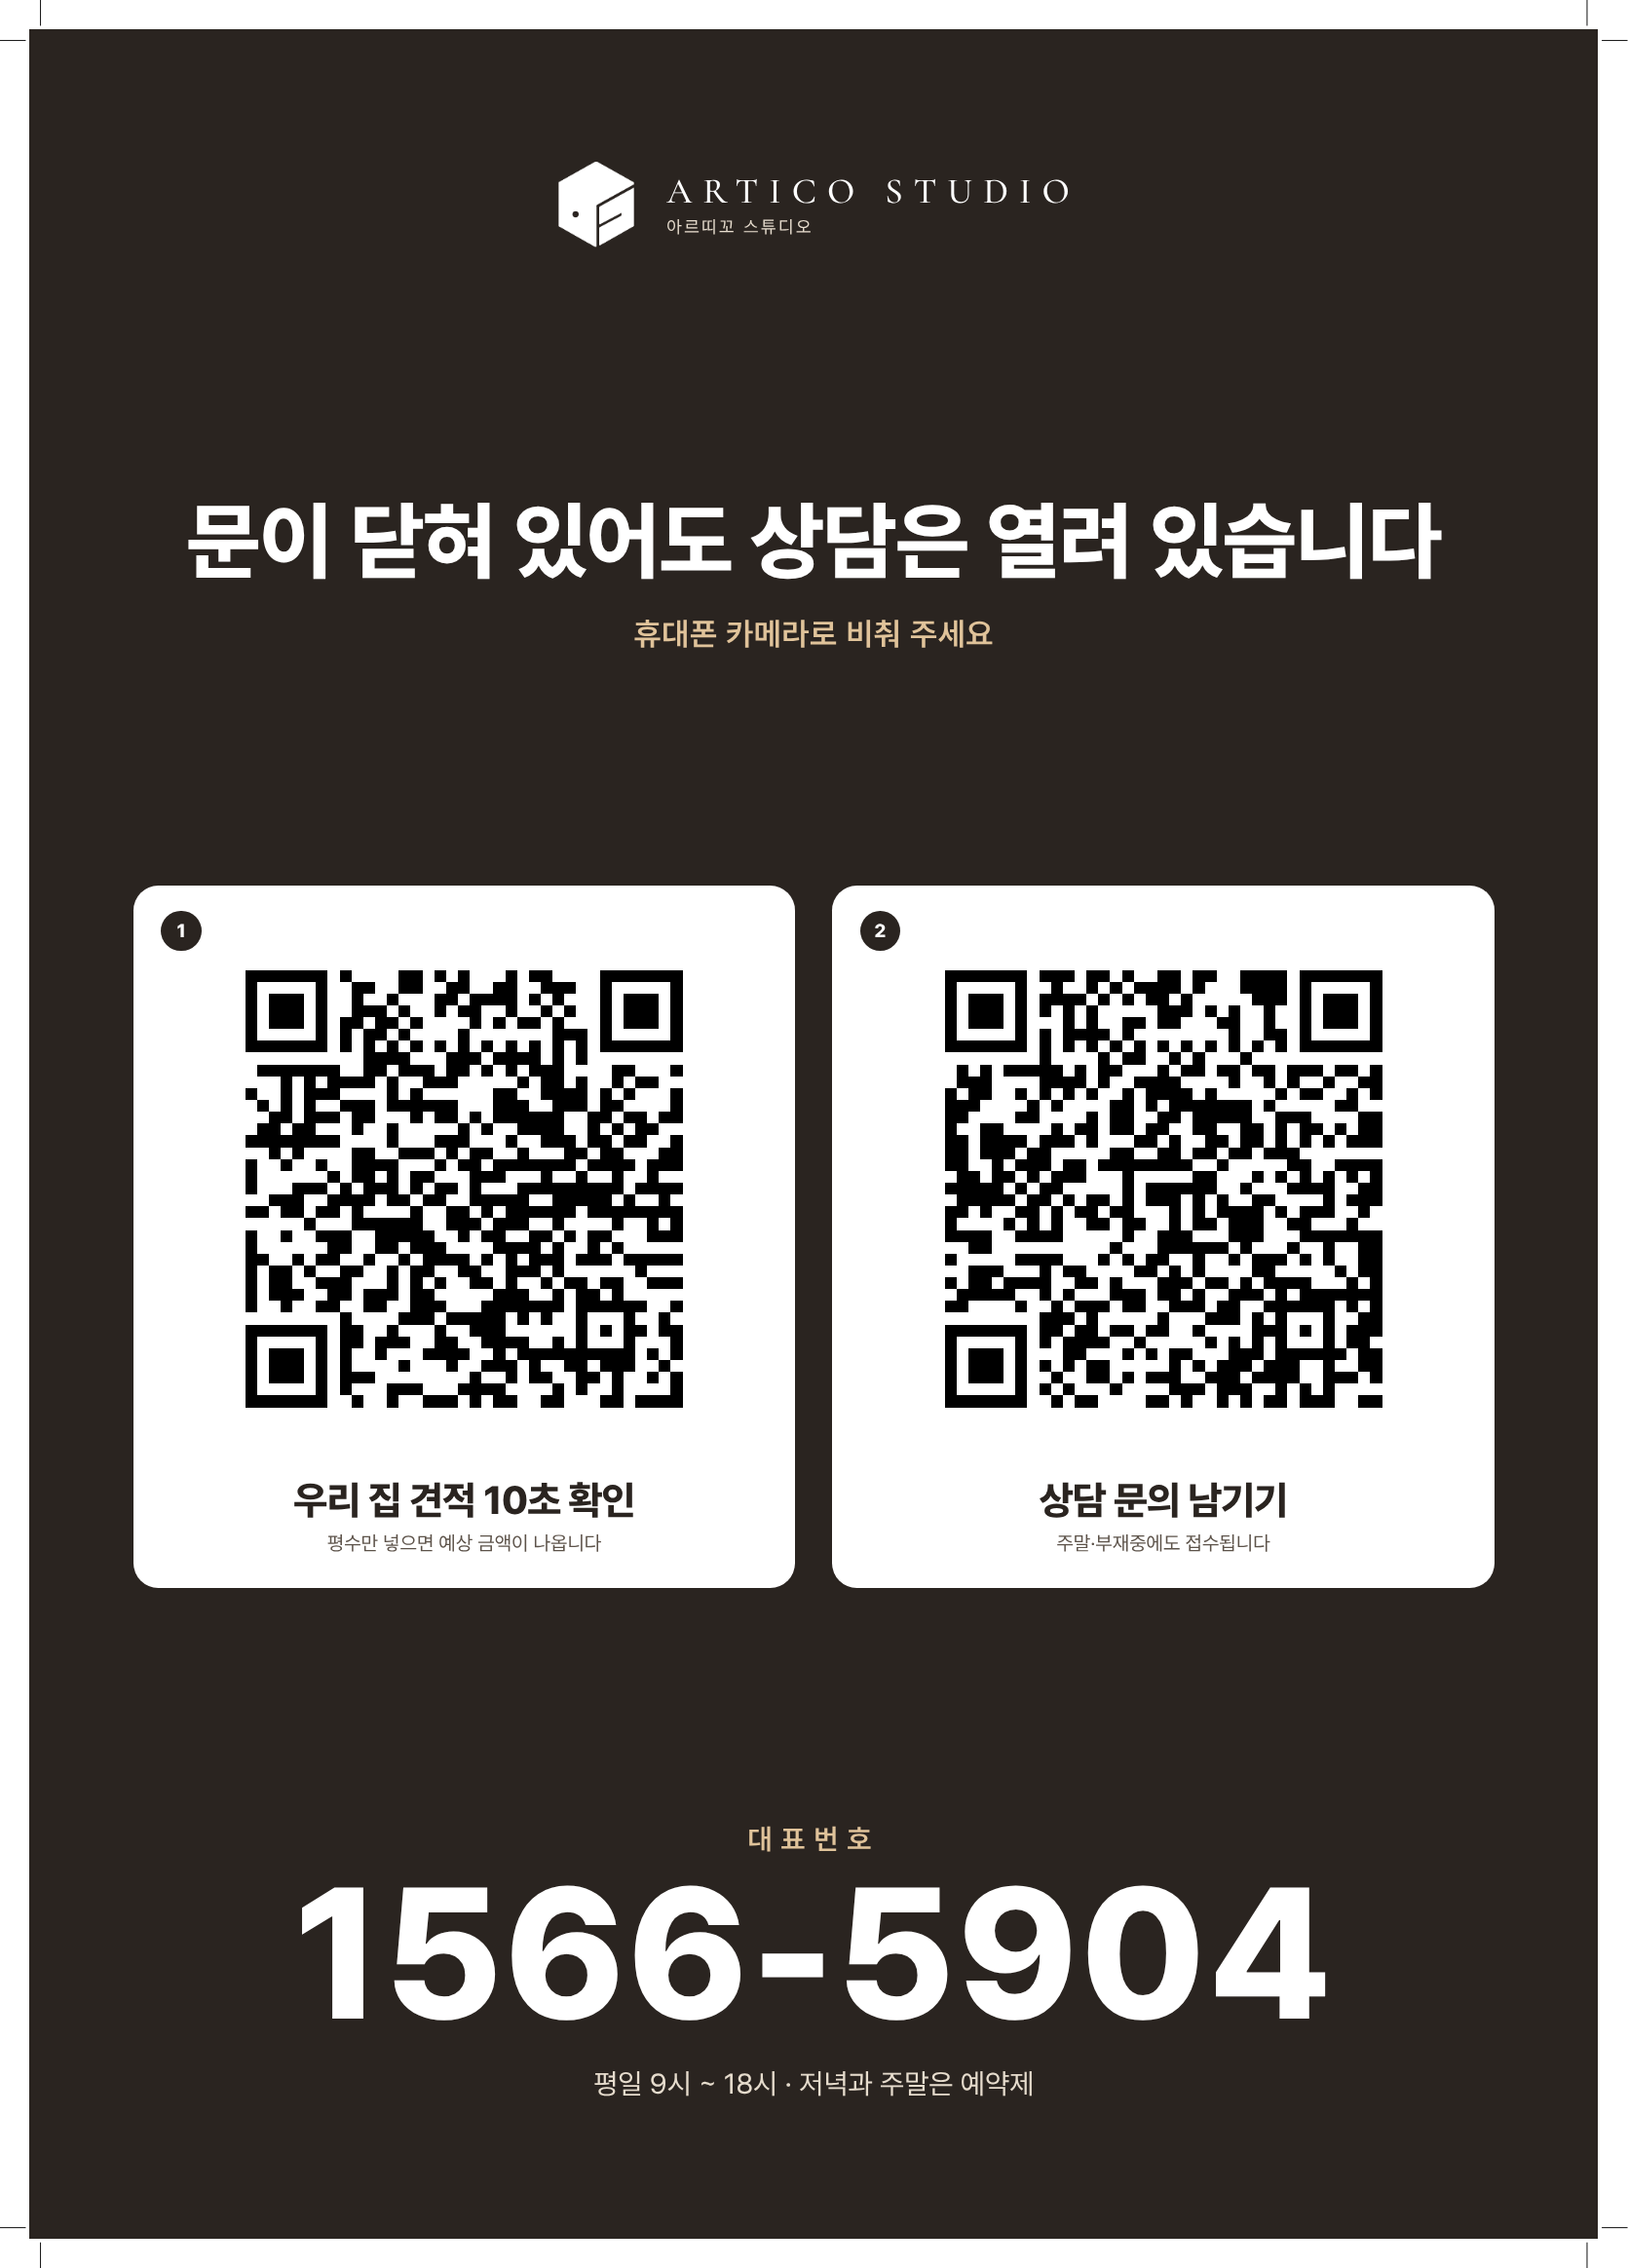 ARTICO STUDIO
아르띠꼬 스튜디오
문이 닫혀 있어도 상담은 열려 있습니다
휴대폰 카메라로 비춰 주세요
1
2
우리 집 견적 10초 확인
평수만 넣으면 예상 금액이 나옵니다
상담 문의 남기기
주말·부재중에도 접수됩니다
대표번호
1566-5904
평일 9시 ~ 18시 · 저녁과 주말은 예약제